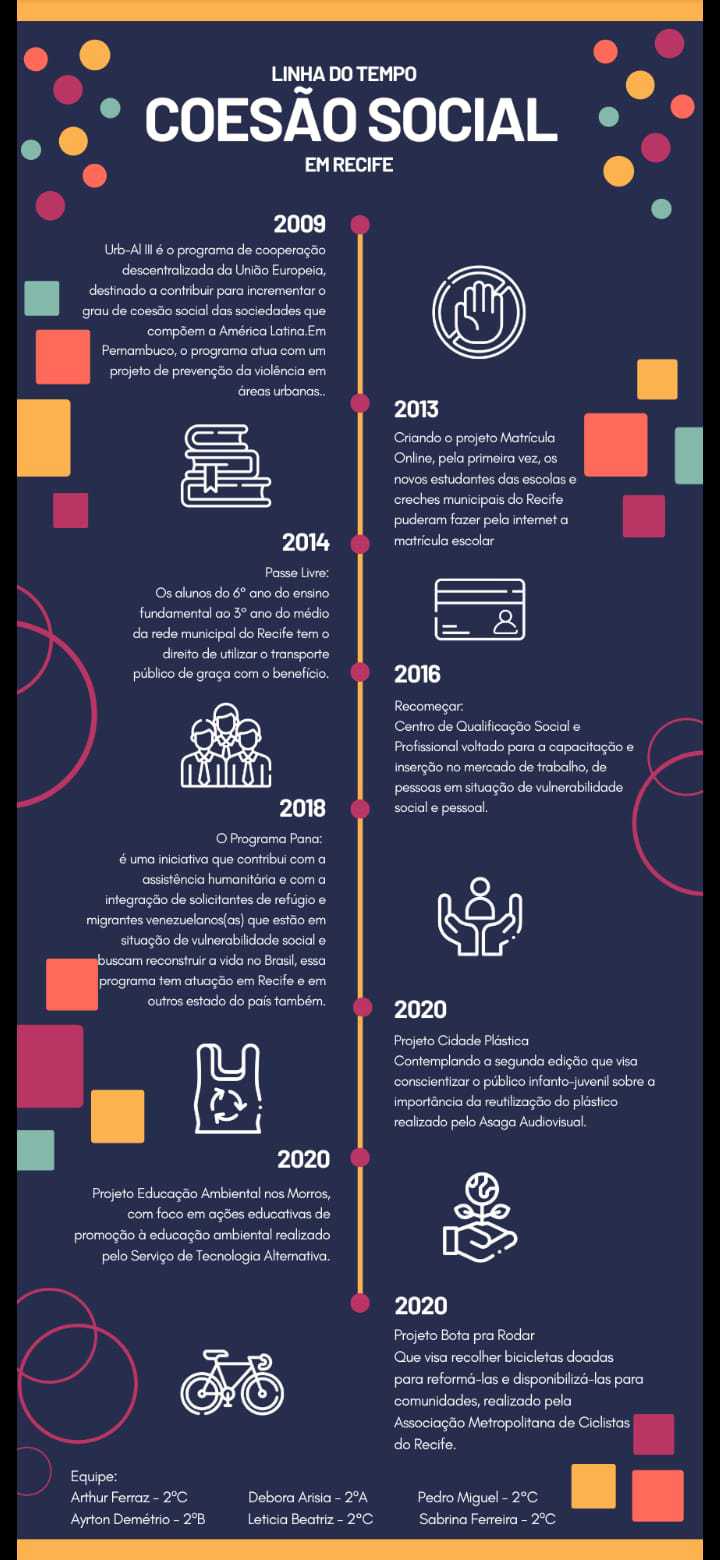 LINHA DO TEMPO
COESÃO SOCIAL
EM RECIFE
2009
Urb-Al III é o programa de cooperação
descentralizada da União Europeia,
destinado a contribuir para incrementar o
grau de coesão social das sociedades que
compõem a América Latina.Em
Pernambuco, o programa atua com um
projeto de prevenção da violência em
áreas urbanas..
2013
Criando o projeto Matrícula
Online, pela primeira vez, os
novos estudantes das escolas e
creches municipais do Recife
puderam fazer pela internet a
matrícula escolar
2014
Passe Livre:
Os alunos do 6° ano do ensino
fundamental ao 3° ano do médio
da rede municipal do Recife tem o
direito de utilizar o transporte
público de graça com o benefício.
2016
Recomeçar:
Centro de Qualificação Social e
Profissional voltado para a capacitação e
inserção no mercado de trabalho, de
pessoas em situação de vulnerabilidade
social e pessoal.
2018
O Programa Pana:
é uma iniciativa que contribui com a
assistência humanitária e com a
integração de solicitantes de refúgio e
migrantes venezuelanos(as) que estão em
situação de vulnerabilidade social e
buscam reconstruir a vida no Brasil, essa
programa tem atuação em Recife e em
outros estado do país também.
2020
Projeto Cidade Plástica
Contemplando a segunda edição que visa
conscientizar o público infanto-juvenil sobre a
importância da reutilização do plástico
realizado pelo Asaga Audiovisual.
2020
Projeto Educação Ambiental nos Morros,
com foco em ações educativas de
promoção à educação ambiental realizado
pelo Serviço de Tecnologia Alternativa.
2020
Projeto Bota pra Rodar
Que visa recolher bicicletas doadas
para reformá-las e disponibilizá-las para
comunidades, realizado pela
Associação Metropolitana de Ciclistas
do Recife.
Equipe:
Arthur Ferraz - 2ºC Debora Arisia - 2ºA Pedro Miguel - 2°C
Ayrton Demétrio - 2ºB Leticia Beatriz - 2°C Sabrina Ferreira - 2ºC